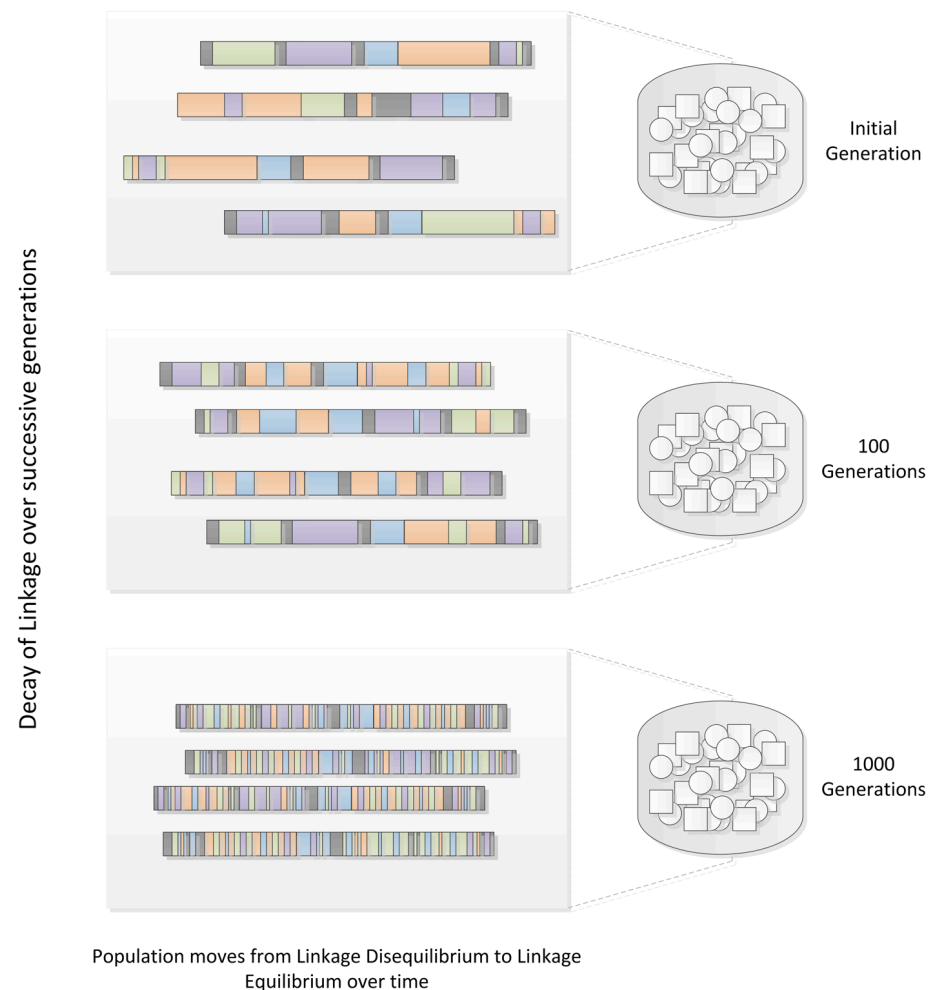 Decay of Linkage over successive generations
Initial
Generation
100
Generations
1000
Generations
Population moves from Linkage Disequilibrium to Linkage
Equilibrium over time